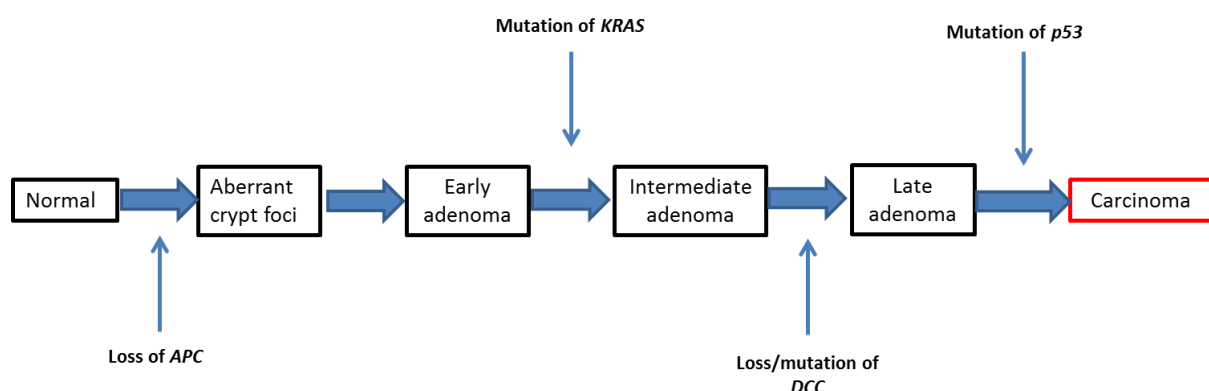 Mutation of KRAS
Mutation of p53
Normal
Aberrant
crypt foci
Early
adenoma
Intermediate
adenoma
Late
adenoma
Carcinoma
Loss of APC
Loss/mutation of
DCC